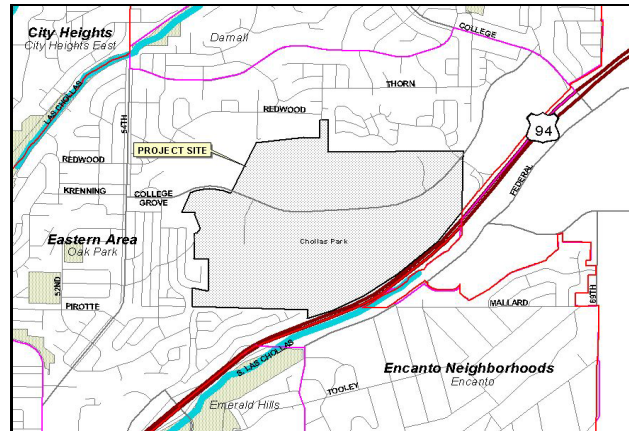 City Heights
City Heights East
Darnall
COLLEGE
THORN
LAS CHOLLAS
54TH
REDWOOD
94
PROJECT SITE
REDWOOD
FEDERAL
KRENNING
COLLEGE
GROVE
Eastern Area
Oak Park
Chollas Park
52ND
PIROTTE
MALLARD
69TH
S. LAS CHOLLAS
Encanto Neighborhoods
Encanto
TOOLEY
Emerald Hills